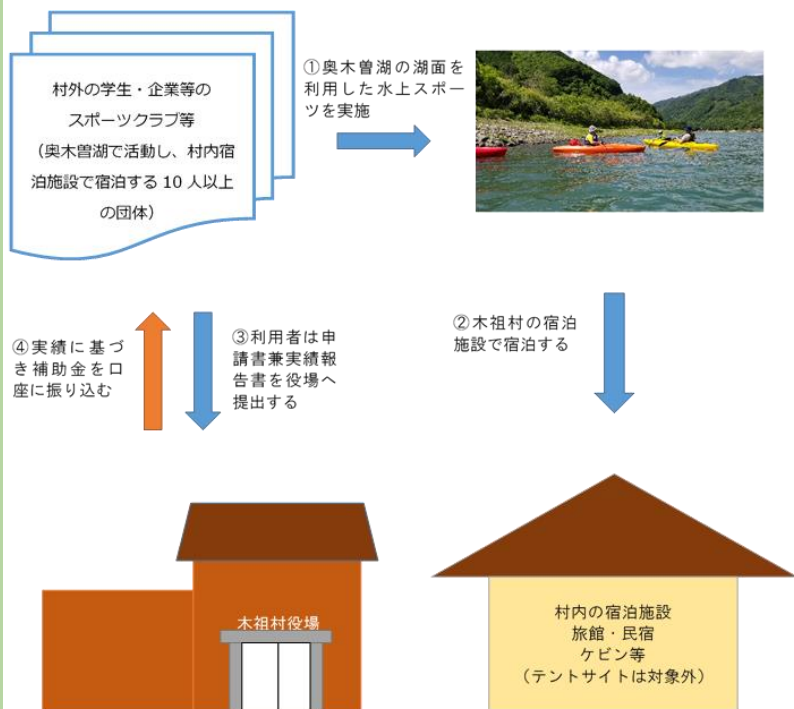 村外の学生・企業等の
スポーツクラブ等
（奥木曽湖で活動し、村内宿
泊施設で宿泊する 10 人以上
の団体）
①奥木曽湖の湖面を
利用した水上スポー
ツを実施
②木祖村の宿泊
施設で宿泊する
③利用者は申
請書兼実績報
告書を役場へ
提出する
④実績に基づ
き補助金を口
座に振り込む
木祖村役場
村内の宿泊施設
旅館・民宿
ケビン等
（テントサイトは対象外）